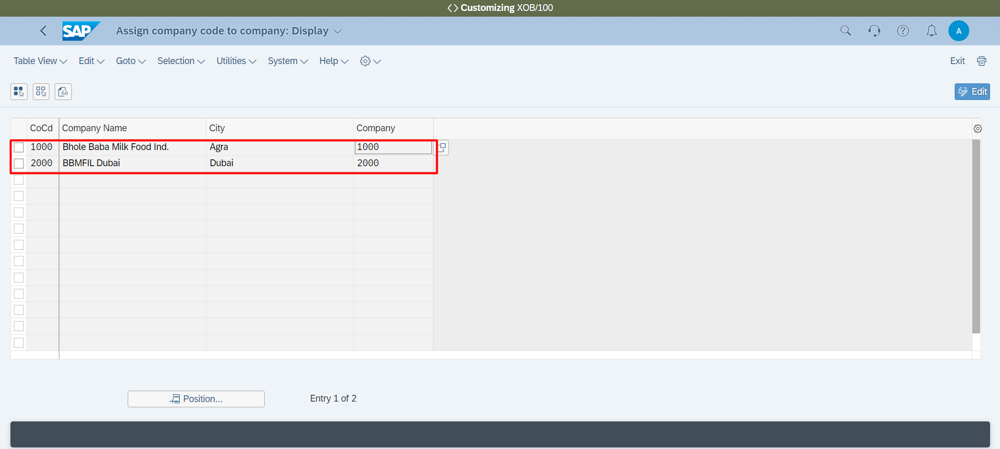 <> Customizing XOB/100
SAP Assign company code to company: Display A
Table View Edit Goto Selection Utilities System Help Exit
Edit
CoCd Company Name City Company
1000 Bhole Baba Milk Food Ind. Agra 1000
2000 BBMFIL Dubai Dubai 2000
Position... Entry 1 of 2